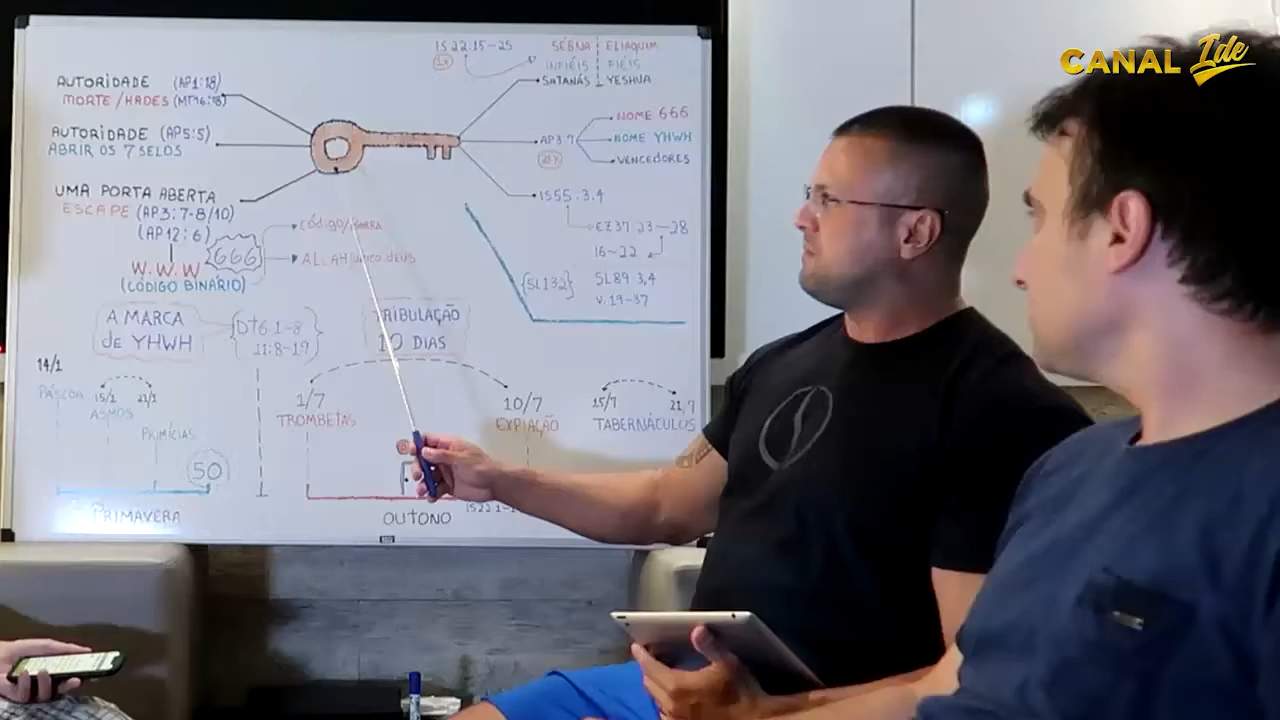 CANAL Ide
IS 22:15-25
1x
SEBNA ELIAQUIM
INFIÉIS FIÉIS
SATANÁS YESHUA
AUTORIDADE (AP1:18)
MORTE/HADES (MT16:18)
AUTORIDADE (AP5:5)
ABRIR OS 7 SELOS
UMA PORTA ABERTA
ESCAPE (AP3:7-8/10)
(AP12:6)
W.W.W
(CÓDIGO BINÁRIO)
666
CÓDIGO/BARRA
ALLAH/ÚNICO DEUS
AP3:7
NOME 666
NOME YHWH
VENCEDORES
IS55:3,4
EZ37:23-28
16-22
{SL132}
SL89:3,4
V.19-37
A MARCA
de YHWH
{Dt6:1-8
11:8-19}
TRIBULAÇÃO
10 DIAS
14/1
PÁSCOA
15/1 21/1
ASMOS
PRIMÍCIAS
50
PRIMAVERA
1/7
TROMBETAS
10/7
EXPIAÇÃO
15/7 21,7
TABERNÁCULOS
OUTONO